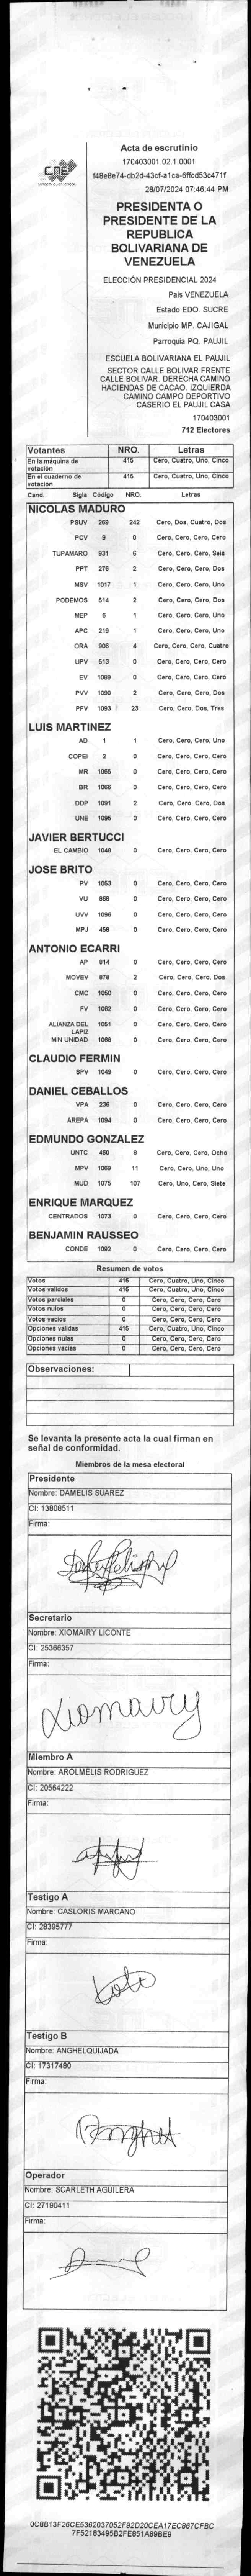 CNE
Acta de escrutinio
170403001.02.1.0001
f48e8e74-db2d-43cf-a1ca-6ffcd53c471f
28/07/2024 07:46:44 PM
PRESIDENTA O
PRESIDENTE DE LA
REPUBLICA
BOLIVARIANA DE
VENEZUELA
ELECCIÓN PRESIDENCIAL 2024
Pais VENEZUELA
Estado EDO. SUCRE
Municipio MP. CAJIGAL
Parroquia PQ. PAUJIL
ESCUELA BOLIVARIANA EL PAUJIL
SECTOR CALLE BOLIVAR FRENTE
CALLE BOLIVAR. DERECHA CAMINO
HACIENDAS DE CACAO. IZQUIERDA
CAMINO CAMPO DEPORTIVO
CASERIO EL PAUJIL CASA
170403001
712 Electores
Votantes NRO. Letras
En la máquina de votación 415 Cero, Cuatro, Uno, Cinco
En el cuaderno de votación 415 Cero, Cuatro, Uno, Cinco
Cand. Sigla Código NRO. Letras
NICOLAS MADURO
PSUV 269 242 Cero, Dos, Cuatro, Dos
PCV 9 0 Cero, Cero, Cero, Cero
TUPAMARO 931 6 Cero, Cero, Cero, Seis
PPT 276 2 Cero, Cero, Cero, Dos
MSV 1017 1 Cero, Cero, Cero, Uno
PODEMOS 514 2 Cero, Cero, Cero, Dos
MEP 6 1 Cero, Cero, Cero, Uno
APC 219 1 Cero, Cero, Cero, Uno
ORA 906 4 Cero, Cero, Cero, Cuatro
UPV 513 0 Cero, Cero, Cero, Cero
EV 1089 0 Cero, Cero, Cero, Cero
PVV 1090 2 Cero, Cero, Cero, Dos
PFV 1093 23 Cero, Cero, Dos, Tres
LUIS MARTINEZ
AD 1 1 Cero, Cero, Cero, Uno
COPEI 2 0 Cero, Cero, Cero, Cero
MR 1065 0 Cero, Cero, Cero, Cero
BR 1066 0 Cero, Cero, Cero, Cero
DDP 1091 2 Cero, Cero, Cero, Dos
UNE 1098 0 Cero, Cero, Cero, Cero
JAVIER BERTUCCI
EL CAMBIO 1048 0 Cero, Cero, Cero, Cero
JOSE BRITO
PV 1053 0 Cero, Cero, Cero, Cero
VU 868 0 Cero, Cero, Cero, Cero
UVV 1096 0 Cero, Cero, Cero, Cero
MPJ 458 0 Cero, Cero, Cero, Cero
ANTONIO ECARRI
AP 914 0 Cero, Cero, Cero, Cero
MOVEV 979 2 Cero, Cero, Cero, Dos
CMC 1050 0 Cero, Cero, Cero, Cero
FV 1062 0 Cero, Cero, Cero, Cero
ALIANZA DEL LAPIZ 1051 0 Cero, Cero, Cero, Cero
MIN UNIDAD 1068 0 Cero, Cero, Cero, Cero
CLAUDIO FERMIN
SPV 1049 0 Cero, Cero, Cero, Cero
DANIEL CEBALLOS
VPA 236 0 Cero, Cero, Cero, Cero
AREPA 1094 0 Cero, Cero, Cero, Cero
EDMUNDO GONZALEZ
UNTC 460 8 Cero, Cero, Cero, Ocho
MPV 1069 11 Cero, Cero, Uno, Uno
MUD 1075 107 Cero, Uno, Cero, Siete
ENRIQUE MARQUEZ
CENTRADOS 1073 0 Cero, Cero, Cero, Cero
BENJAMIN RAUSSEO
CONDE 1092 0 Cero, Cero, Cero, Cero
Resumen de votos
Votos 415 Cero, Cuatro, Uno, Cinco
Votos validos 415 Cero, Cuatro, Uno, Cinco
Votos parciales 0 Cero, Cero, Cero, Cero
Votos nulos 0 Cero, Cero, Cero, Cero
Votos vacios 0 Cero, Cero, Cero, Cero
Opciones validas 415 Cero, Cuatro, Uno, Cinco
Opciones nulas 0 Cero, Cero, Cero, Cero
Opciones vacias 0 Cero, Cero, Cero, Cero
Observaciones:
Se levanta la presente acta la cual firman en
señal de conformidad.
Miembros de la mesa electoral
Presidente
Nombre: DAMELIS SUAREZ
CI: 13808511
Firma:
Secretario
Nombre: XIOMAIRY LICONTE
CI: 25366357
Firma:
Xiomairy
Miembro A
Nombre: AROLMELIS RODRIGUEZ
CI: 20564222
Firma:
Testigo A
Nombre: CASLORIS MARCANO
CI: 28395777
Firma:
Testigo B
Nombre: ANGHELQUIJADA
CI: 17317480
Firma:
Operador
Nombre: SCARLETH AGUILERA
CI: 27190411
Firma:
0C8B13F26CE5362037052F92D20CEA17EC867CFBC
7F52183495B2FE851A89BE9